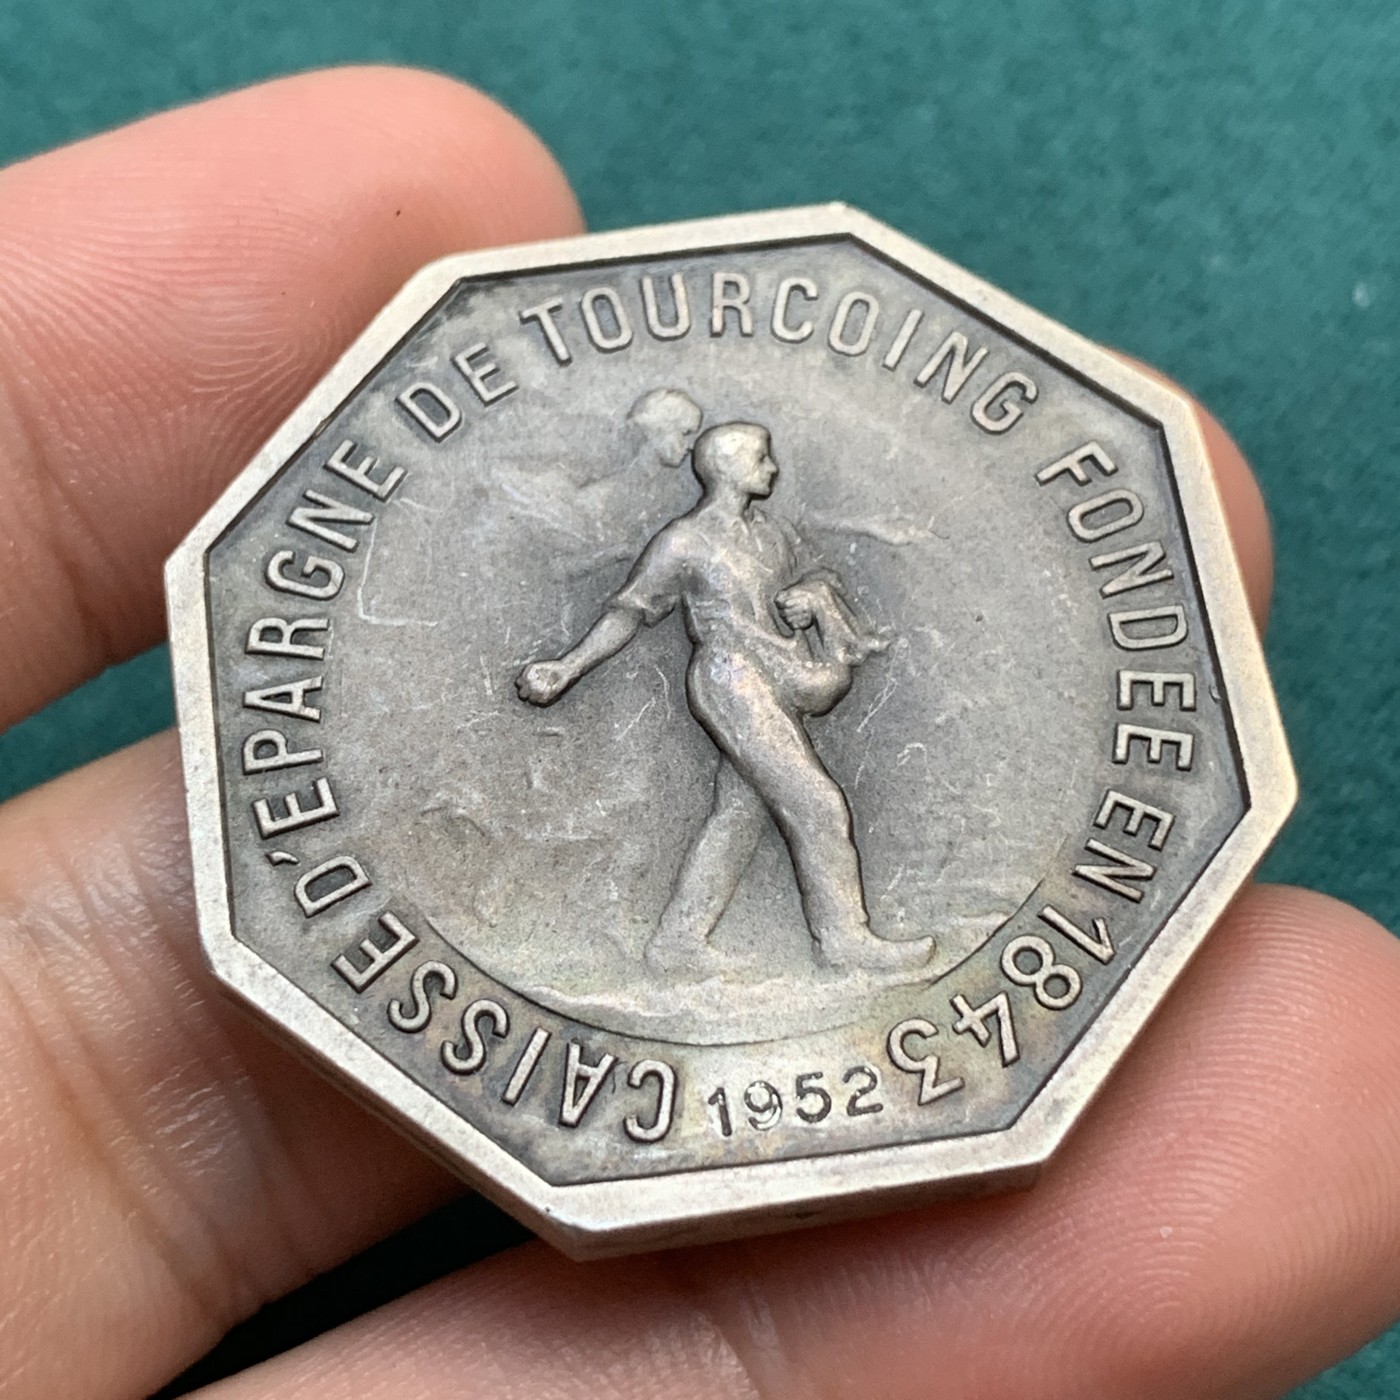 CAISSE D'EPARGNE DE TOURCOING FONDEE EN 1843
1952